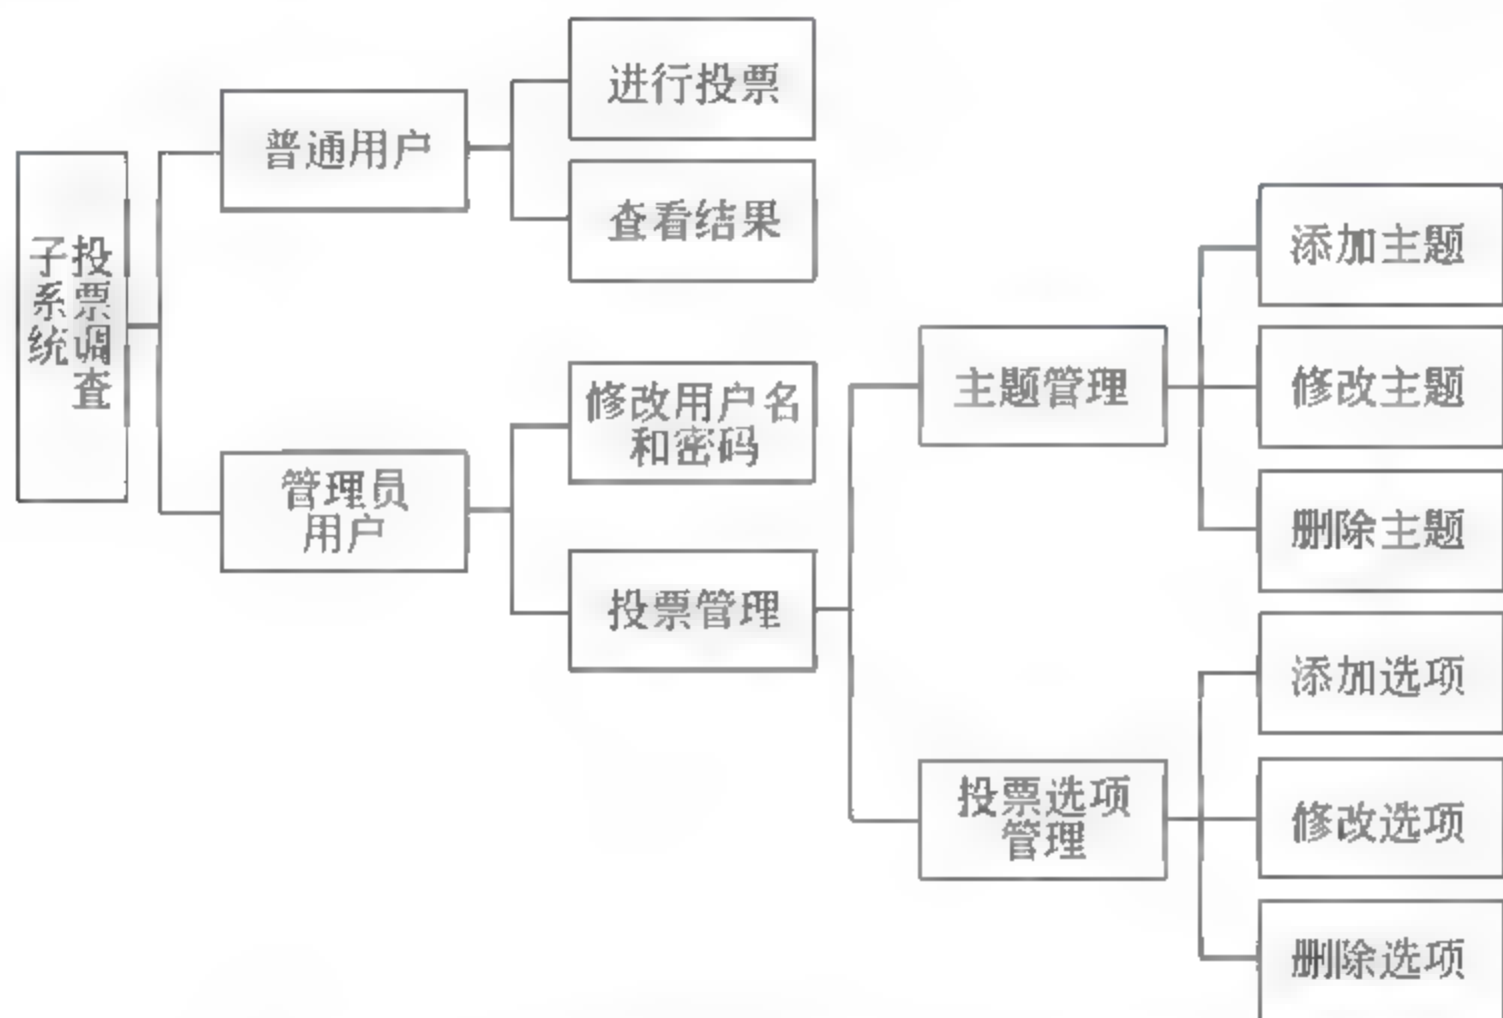 投票调查
子系统
普通用户
进行投票
查看结果
管理员
用户
修改用户名
和密码
投票管理
主题管理
添加主题
修改主题
删除主题
投票选项
管理
添加选项
修改选项
删除选项